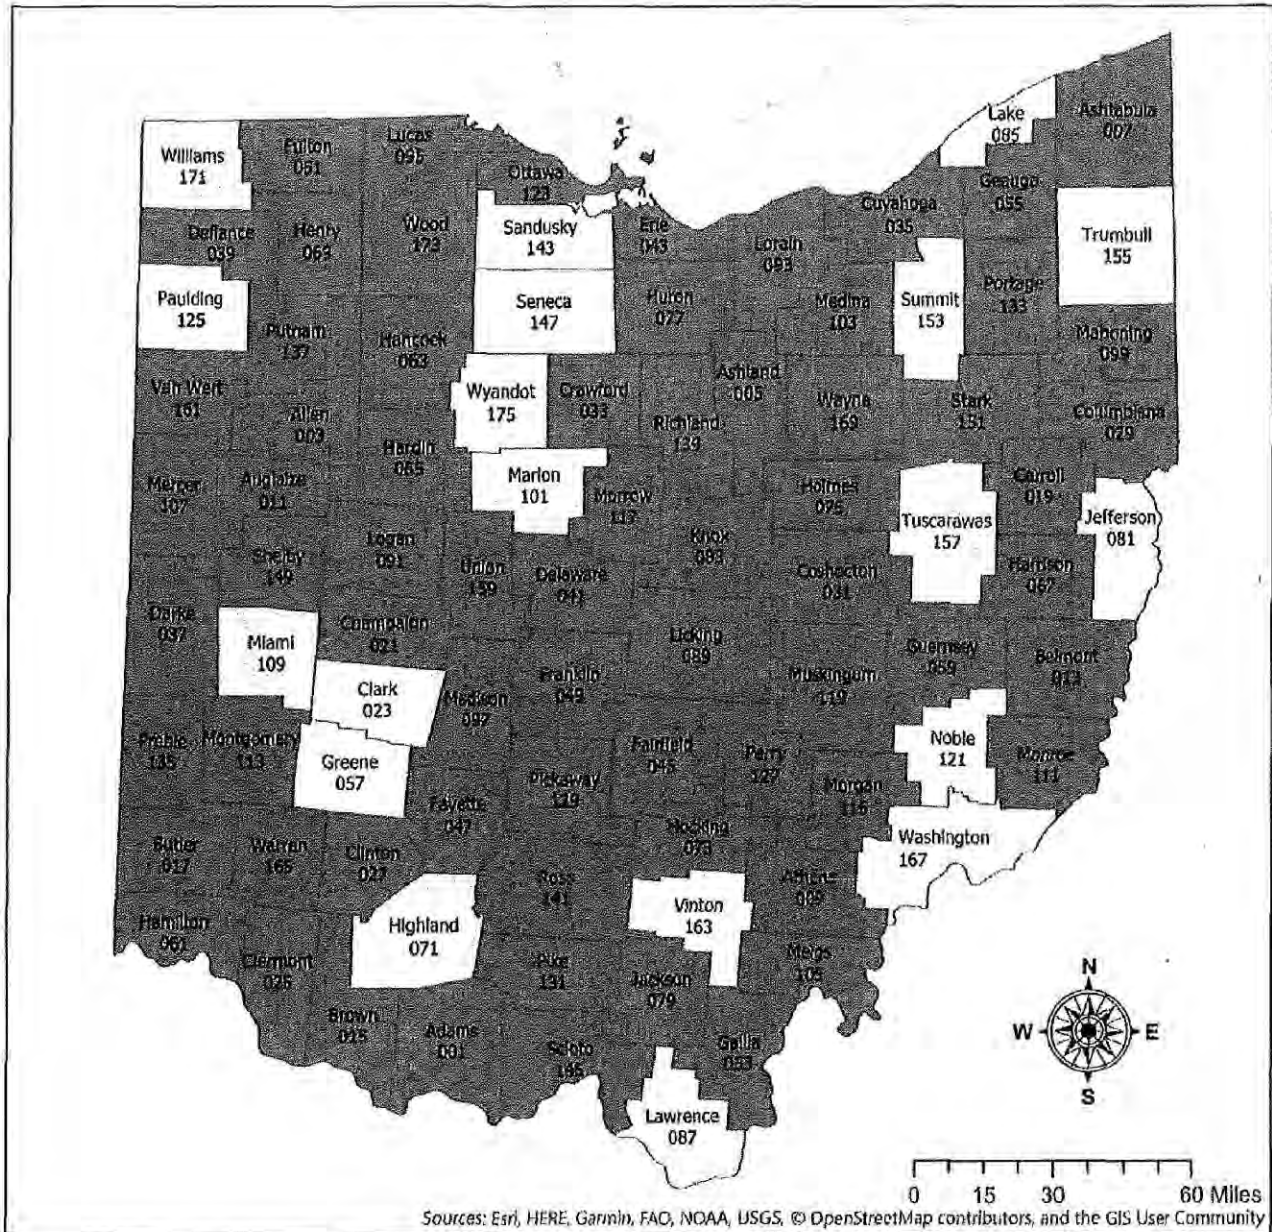 Lake
085
Ashtabula
007
Williams
171
Fulton
051
Lucas
095
Ottawa
123
Geauga
055
Cuyahoga
035
Defiance
039
Henry
069
Wood
173
Sandusky
143
Erie
043
Lorain
093
Trumbull
155
Paulding
125
Seneca
147
Huron
077
Medina
103
Summit
153
Portage
133
Putnam
137
Hancock
063
Mahoning
099
Van Wert
161
Wyandot
175
Crawford
033
Ashland
005
Wayne
169
Stark
151
Columbiana
029
Allen
003
Richland
139
Hardin
065
Mercer
107
Auglaize
011
Marion
101
Morrow
117
Holmes
075
Carroll
019
Tuscarawas
157
Jefferson
081
Knox
083
Logan
091
Shelby
149
Union
159
Delaware
041
Coshocton
031
Harrison
067
Darke
037
Miami
109
Champaign
021
Licking
089
Guernsey
059
Belmont
013
Clark
023
Madison
097
Franklin
049
Muskingum
119
Preble
135
Montgomery
113
Greene
057
Fairfield
045
Perry
127
Noble
121
Monroe
111
Pickaway
129
Morgan
115
Fayette
047
Hocking
073
Washington
167
Butler
017
Warren
165
Clinton
027
Ross
141
Athens
009
Vinton
163
Highland
071
Hamilton
061
Clermont
025
Pike
131
Jackson
079
Meigs
105
Brown
015
Adams
001
Scioto
145
Gallia
053
Lawrence
087
N
W E
S
0 15 30 60 Miles
Sources: Esri, HERE, Garmin, FAO, NOAA, USGS, © OpenStreetMap contributors, and the GIS User Community